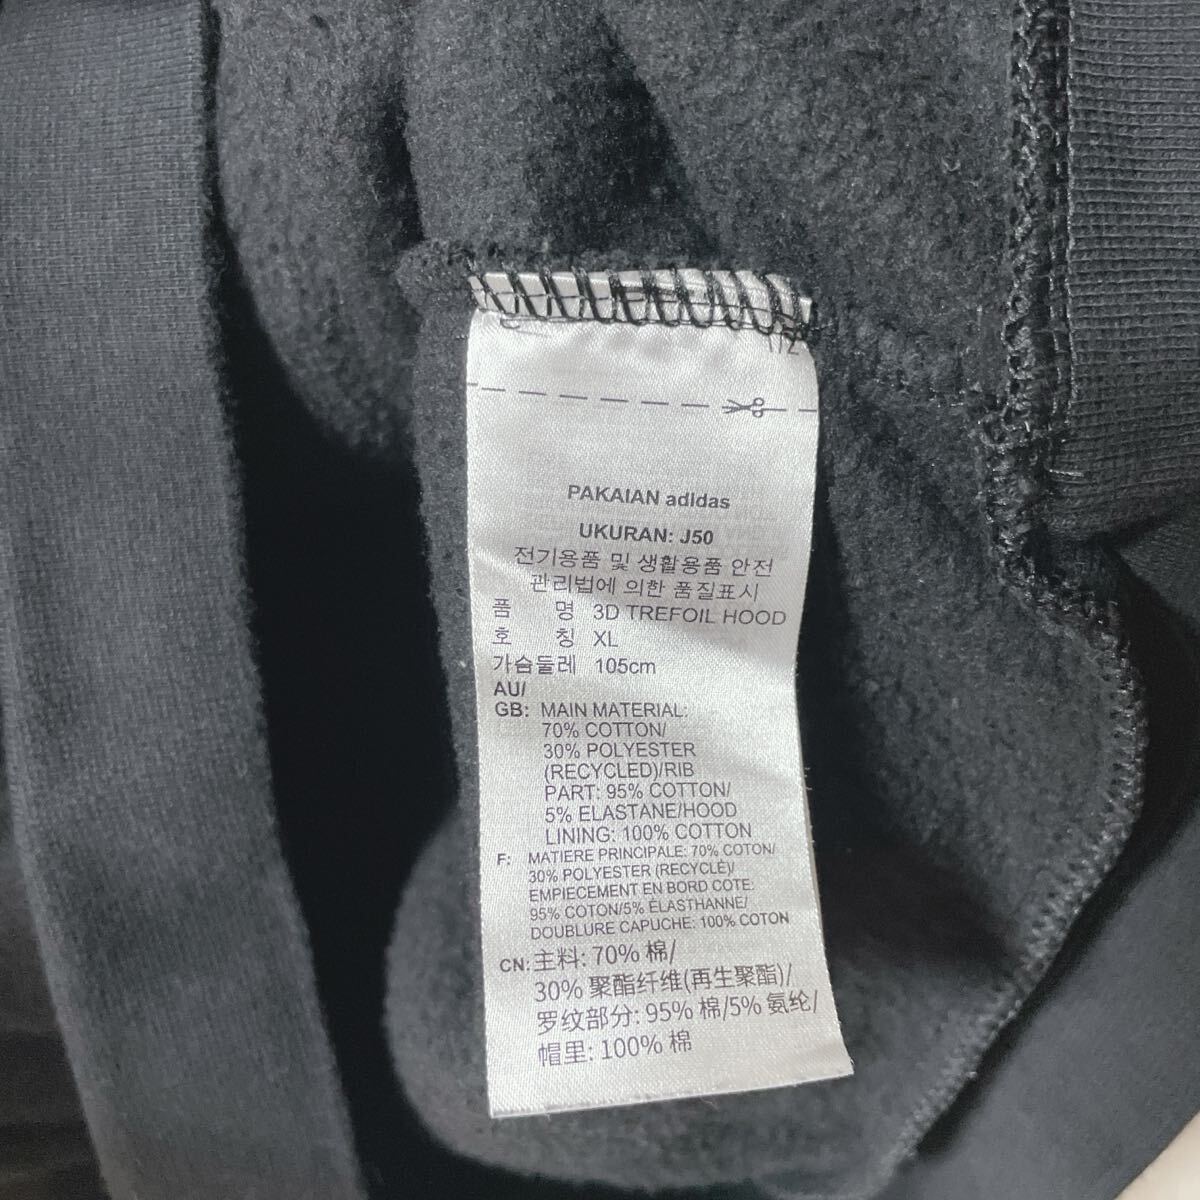 1/2
PAKAIAN adidas
UKURAN: J50
전기용품 및 생활용품 안전
관리법에 의한 품질표시
품 명 3D TREFOIL HOOD
호 칭 XL
가슴둘레 105cm
AU/
GB: MAIN MATERIAL:
70% COTTON/
30% POLYESTER
(RECYCLED)/RIB
PART: 95% COTTON/
5% ELASTANE/HOOD
LINING: 100% COTTON
F: MATIERE PRINCIPALE: 70% COTON/
30% POLYESTER (RECYCLÉ)/
EMPIECEMENT EN BORD COTE:
95% COTON/5% ÉLASTHANNE/
DOUBLURE CAPUCHE: 100% COTON
CN: 主料: 70% 棉/
30% 聚酯纤维(再生聚酯)/
罗纹部分: 95% 棉/5% 氨纶/
帽里: 100% 棉